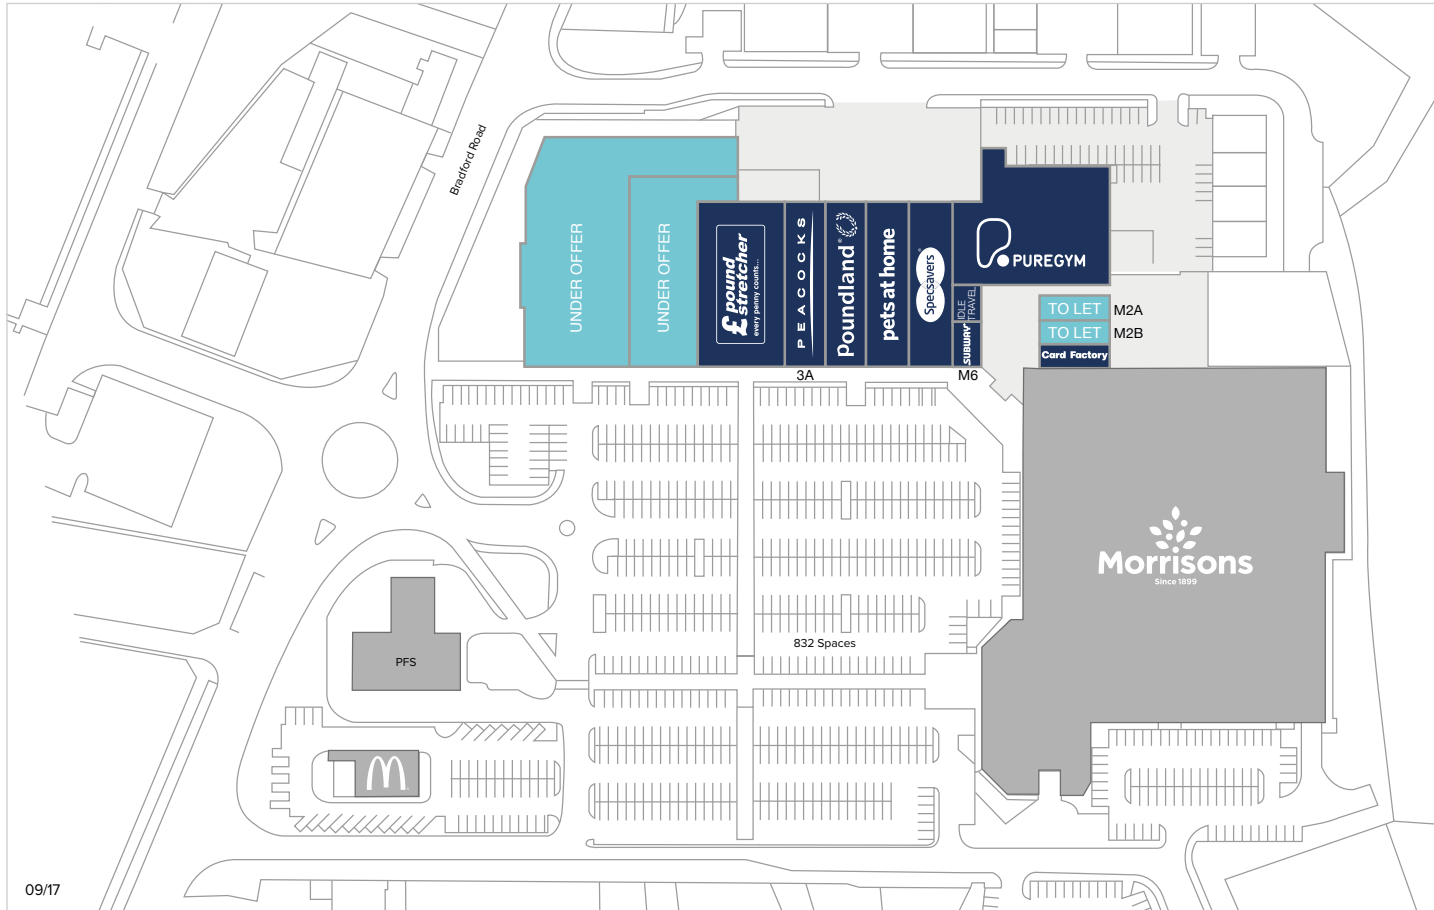 Bradford Road
UNDER OFFER
UNDER OFFER
£ pound
stretcher
every penny counts...
PEACOCKS
Poundland®
pets at home
Specsavers
PUREGYM
IDLE
TRAVEL
SUBWAY
TO LET M2A
TO LET M2B
Card Factory
3A
M6
Morrisons
Since 1899
832 Spaces
PFS
09/17